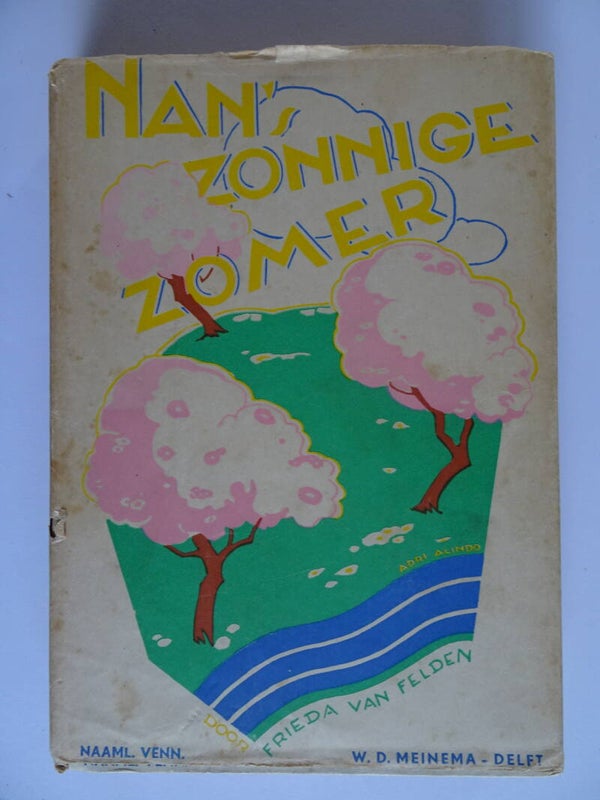 NAN'S
ZONNIGE
ZOMER
ADRI ALINDO
DOOR FRIEDA VAN FELDEN
NAAML. VENN. W. D. MEINEMA - DELFT